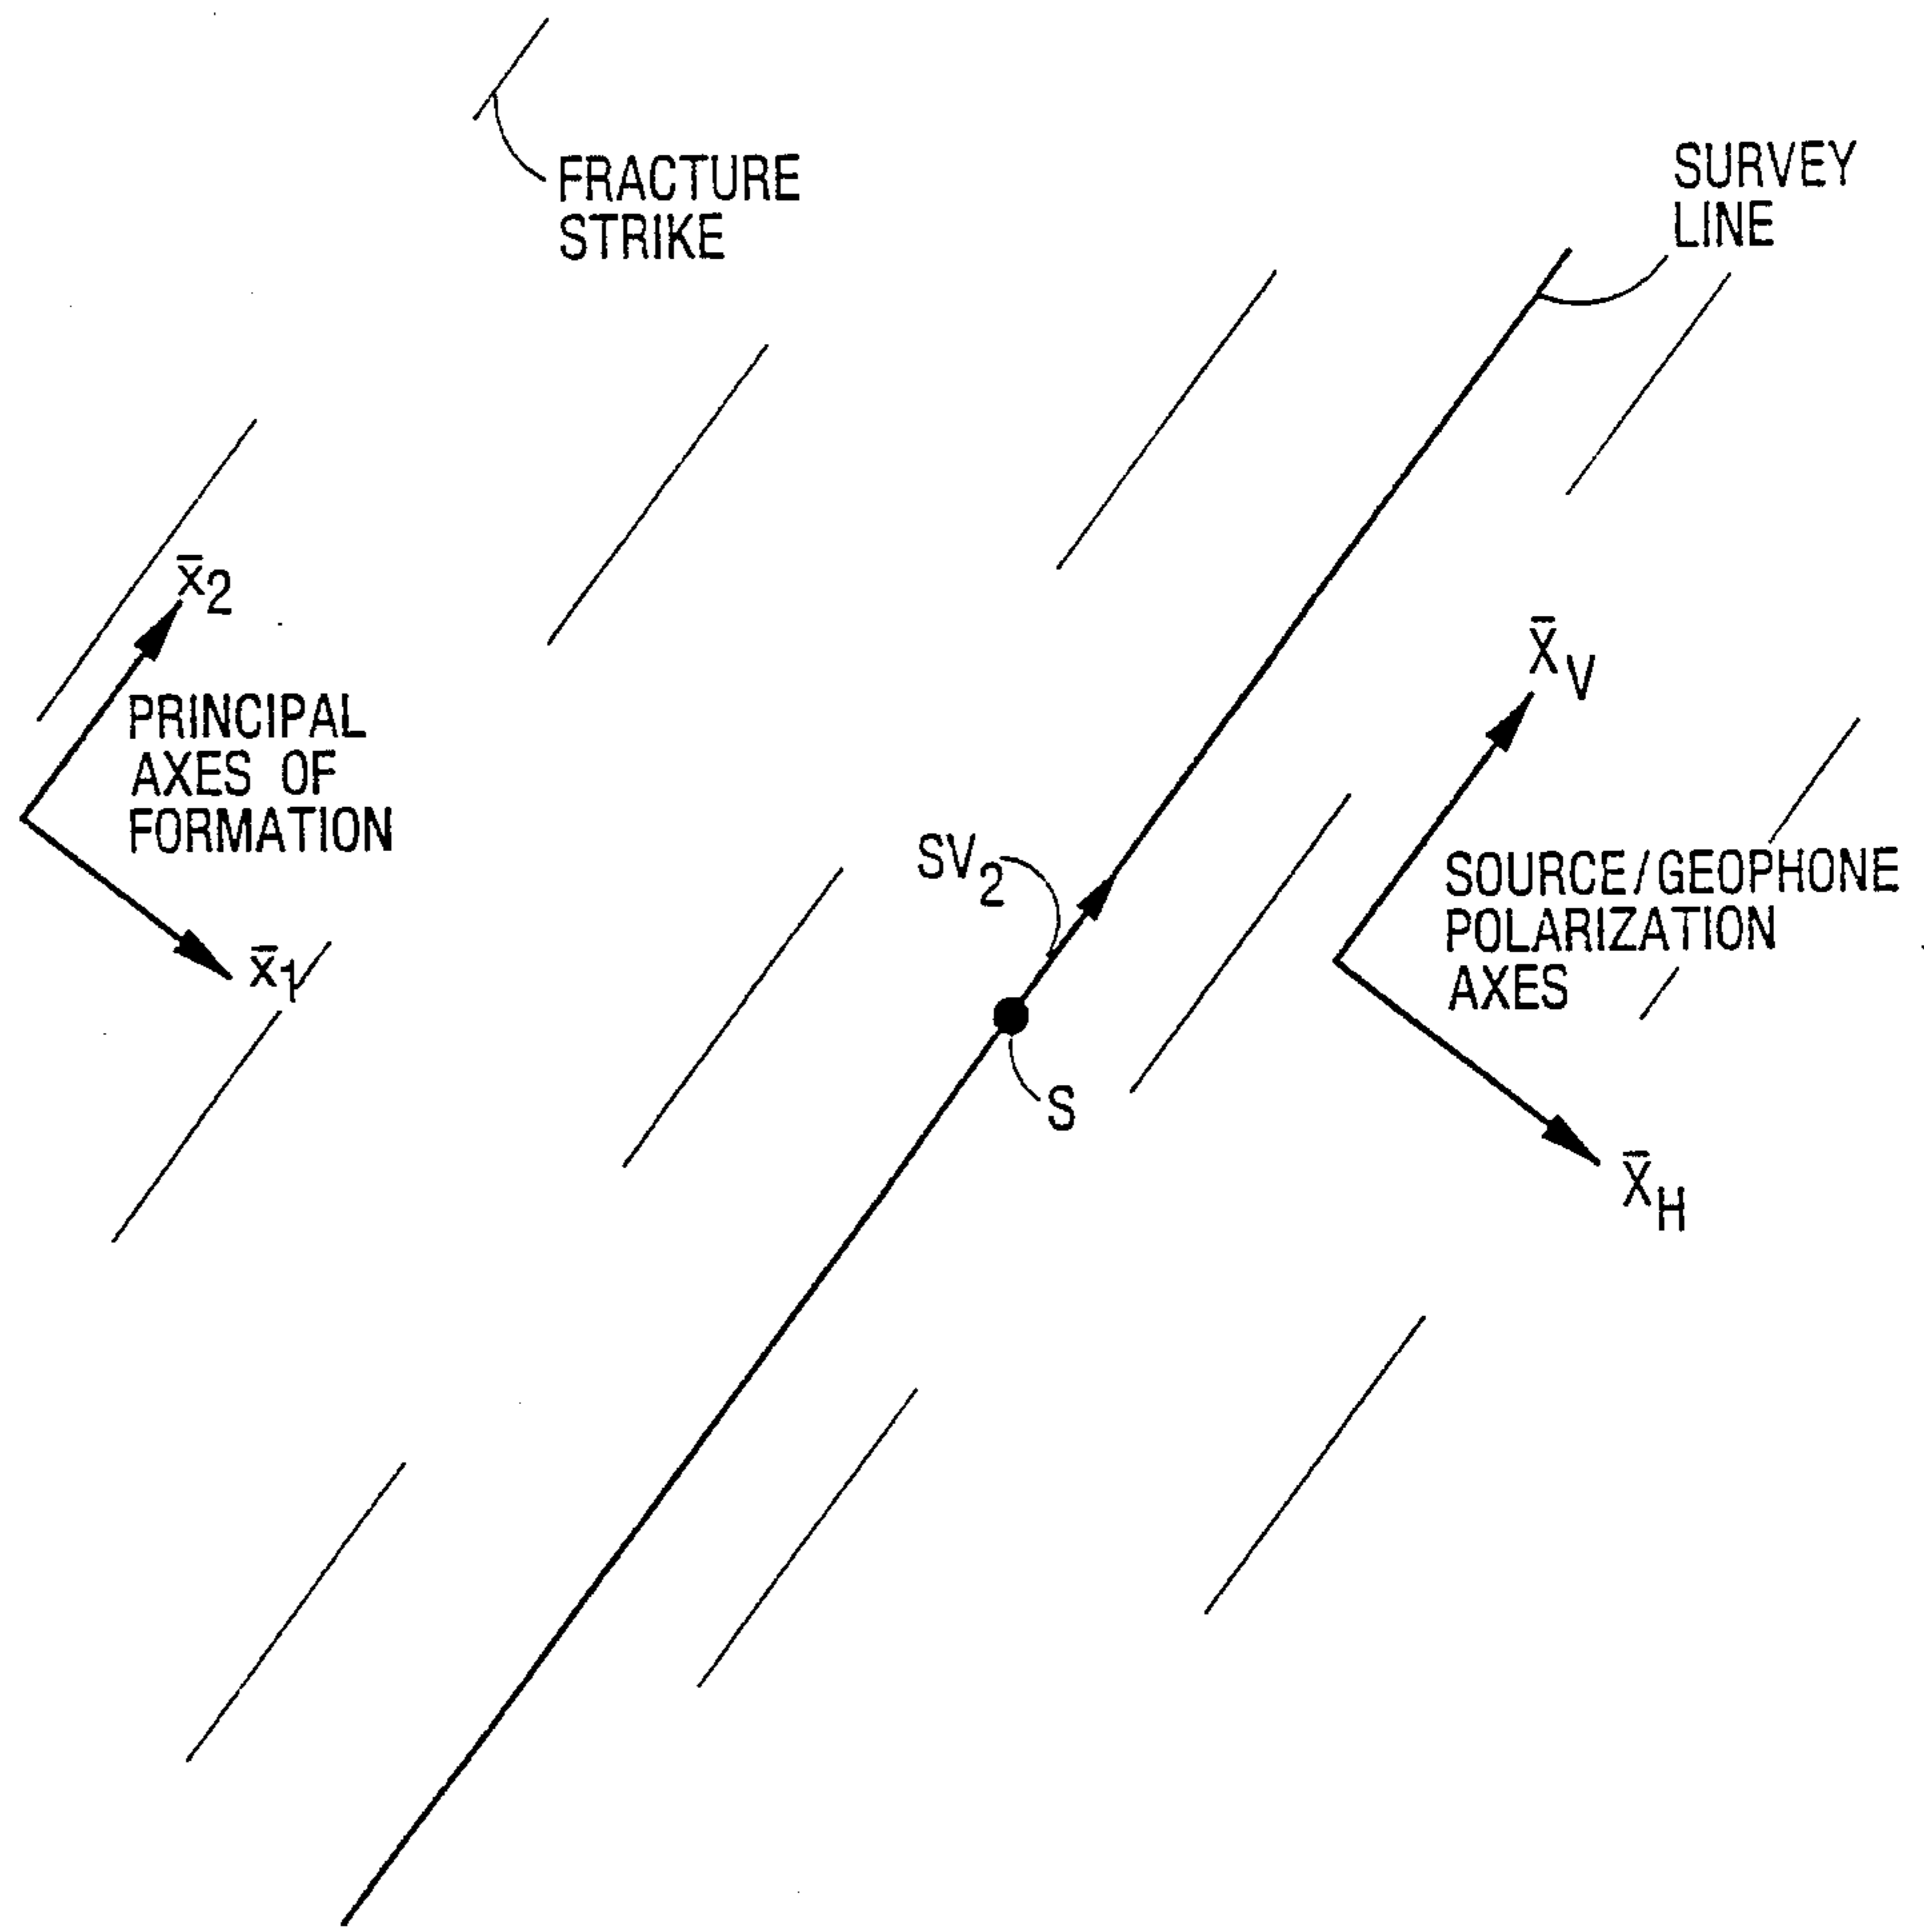 FRACTURE
STRIKE
SURVEY
LINE
x̄2
PRINCIPAL
AXES OF
FORMATION
x̄1
X̄V
SV2
SOURCE/GEOPHONE
POLARIZATION
AXES
S
X̄H